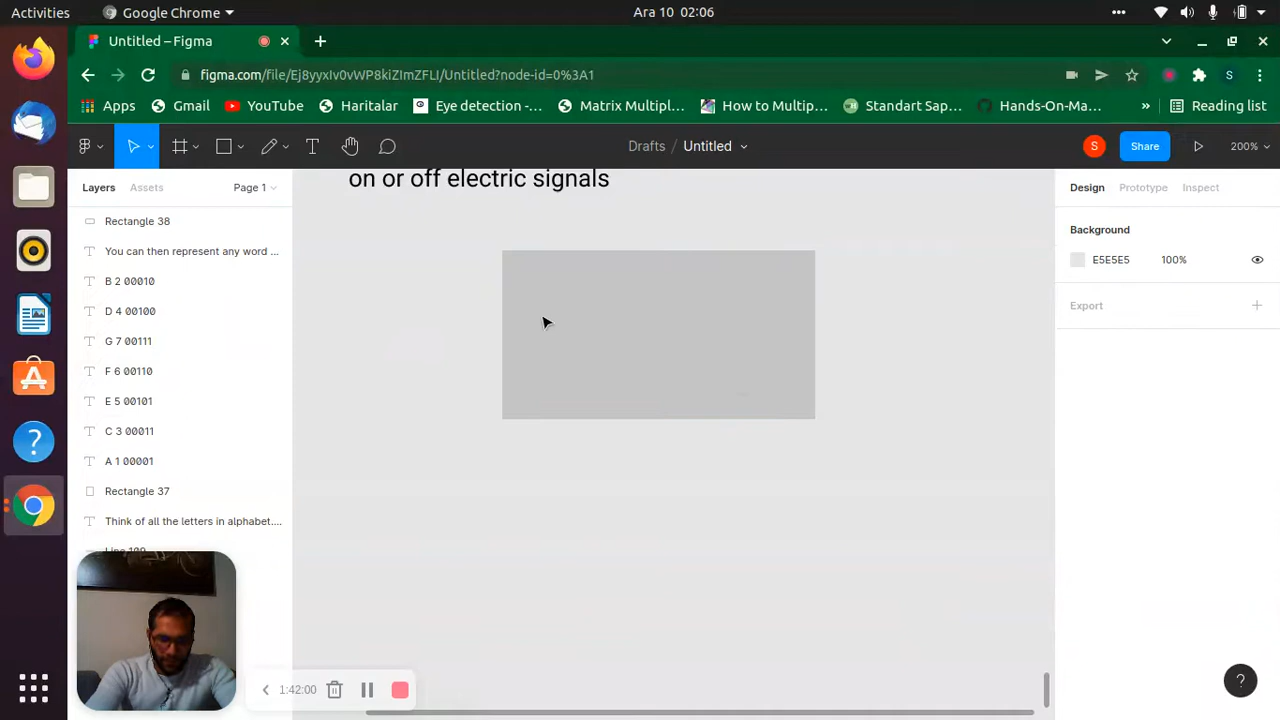 Activities
Google Chrome
Ara 10 02:06
Untitled – Figma
figma.com/file/Ej8yyxIv0vWP8kiZImZFLI/Untitled?node-id=0%3A1
S
Apps
Gmail
YouTube
Haritalar
Eye detection -...
Matrix Multipl...
How to Multip...
Standart Sap...
Hands-On-Ma...
»
Reading list
Drafts
Untitled
S
Share
200%
Layers
Assets
Page 1
Rectangle 38
You can then represent any word ...
B 2 00010
D 4 00100
G 7 00111
F 6 00110
E 5 00101
C 3 00011
A 1 00001
Rectangle 37
Think of all the letters in alphabet....
Line 109
on or off electric signals
Design
Prototype
Inspect
Background
E5E5E5
100%
Export
1:42:00
?